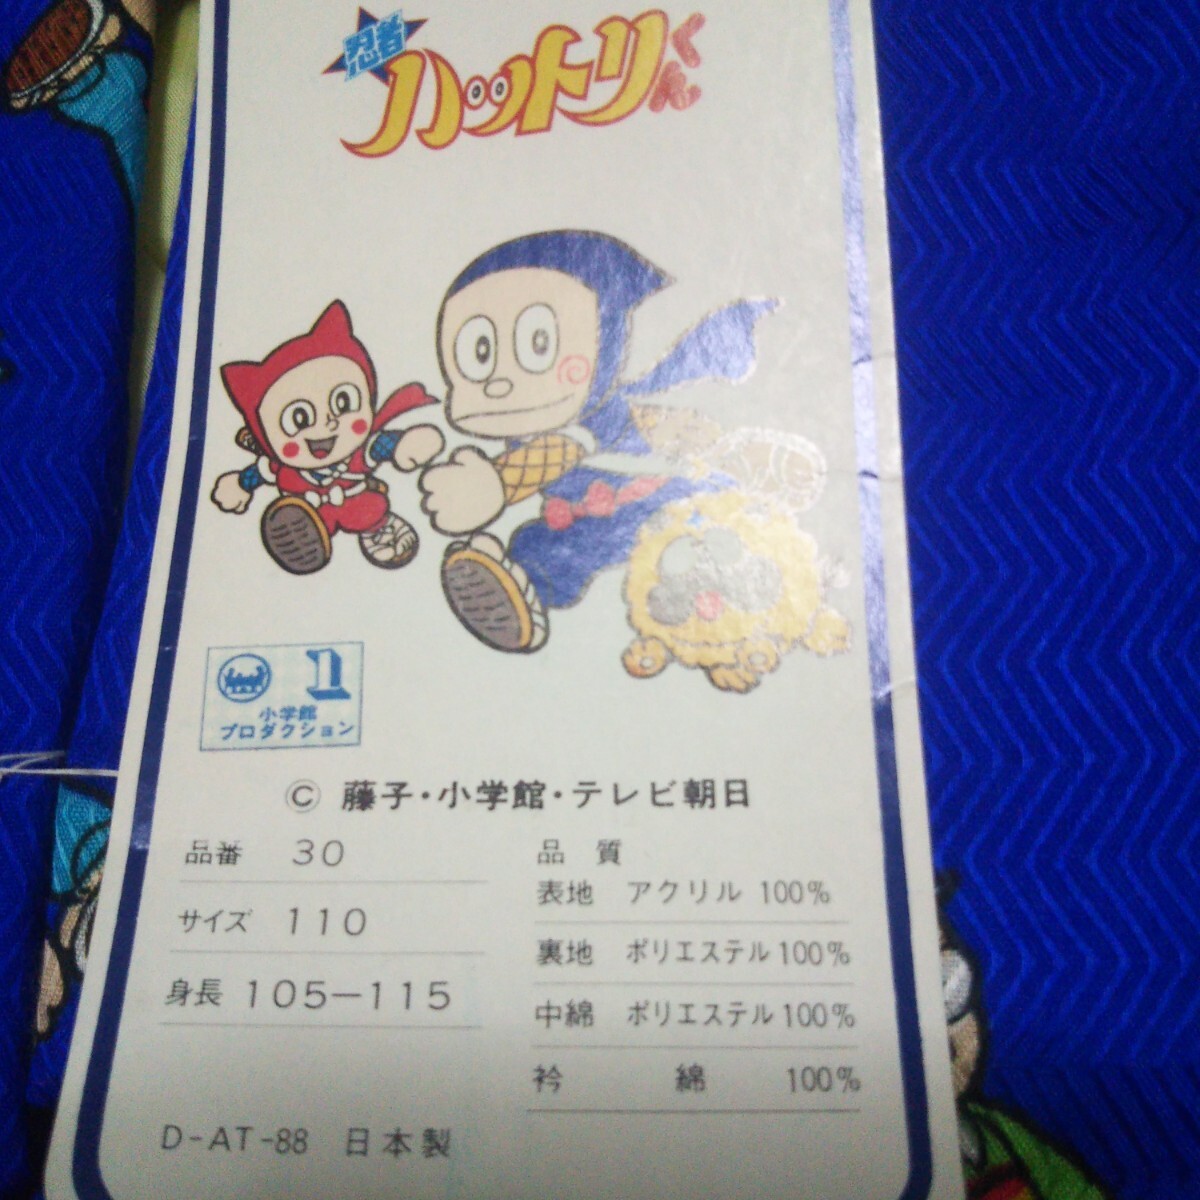 忍者
ハットリくん
1
小学館
プロダクション
© 藤子・小学館・テレビ朝日
品番 30
サイズ 110
身長 105-115
品質
表地 アクリル 100%
裏地 ポリエステル 100%
中綿 ポリエステル 100%
衿 綿 100%
D-AT-88 日本製